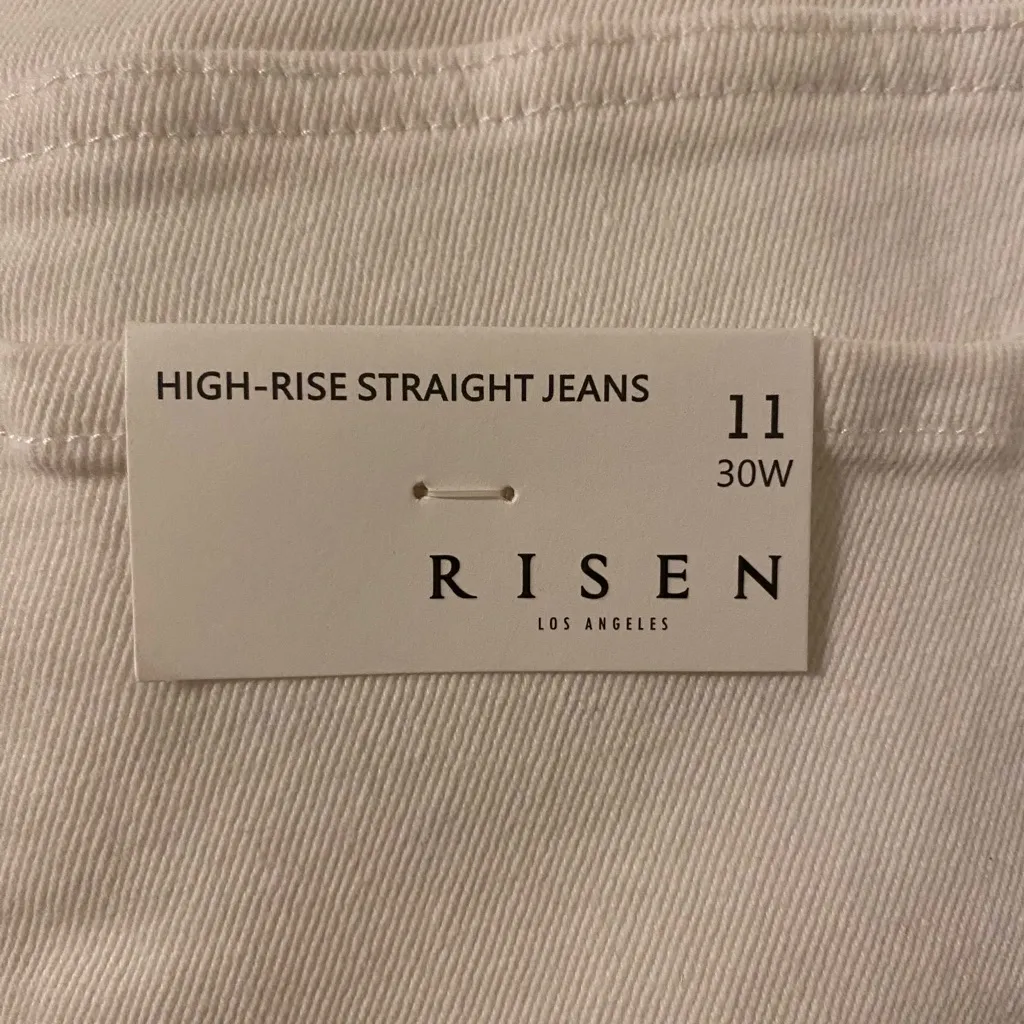 HIGH-RISE STRAIGHT JEANS
11
30W
RISEN
LOS ANGELES